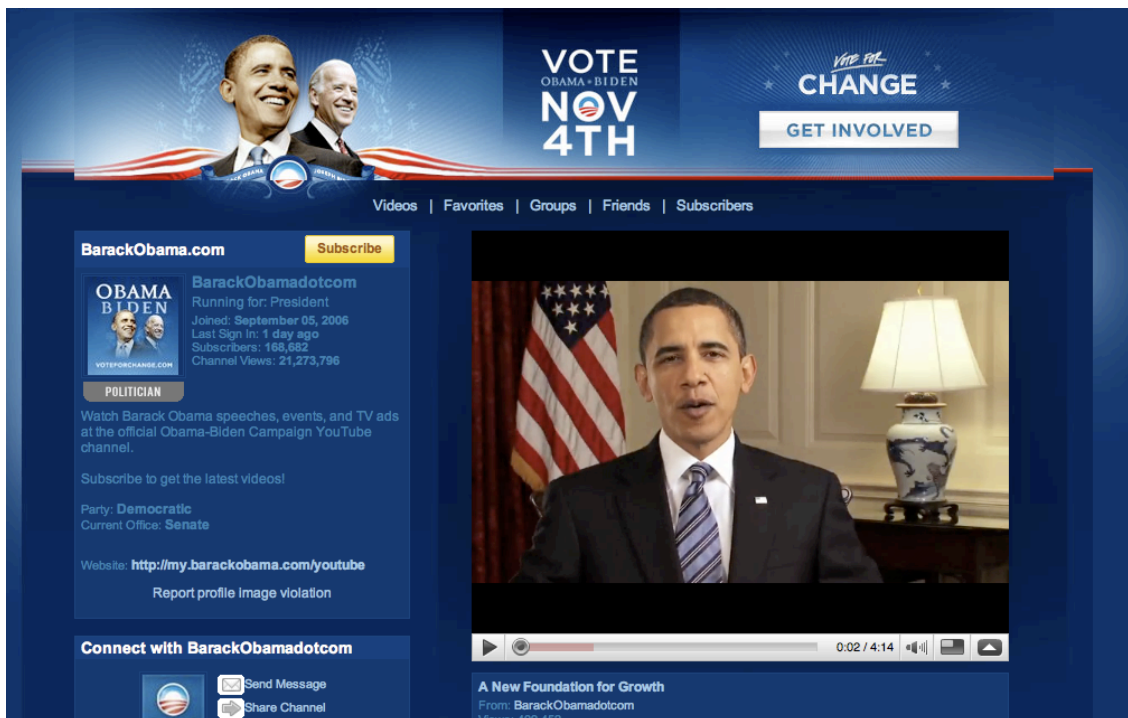 VOTE
OBAMA • BIDEN
NOV
4TH
VOTE FOR
CHANGE
GET INVOLVED
Videos | Favorites | Groups | Friends | Subscribers
BarackObama.com
Subscribe
OBAMA
BIDEN
VOTEFORCHANGE.COM
POLITICIAN
BarackObamadotcom
Running for: President
Joined: September 05, 2006
Last Sign In: 1 day ago
Subscribers: 168,682
Channel Views: 21,273,796
Watch Barack Obama speeches, events, and TV ads
at the official Obama-Biden Campaign YouTube
channel.
Subscribe to get the latest videos!
Party: Democratic
Current Office: Senate
Website: http://my.barackobama.com/youtube
Report profile image violation
Connect with BarackObamadotcom
Send Message
Share Channel
0:02 / 4:14
A New Foundation for Growth
From: BarackObamadotcom